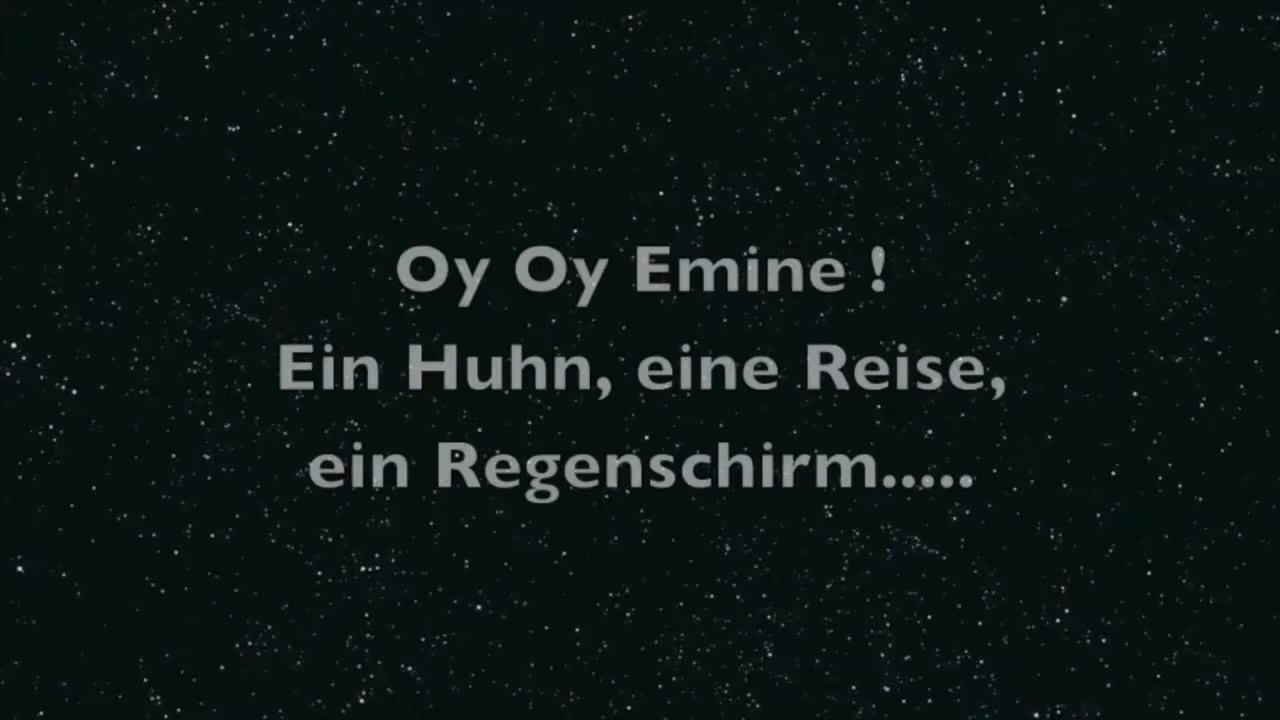 Oy Oy Emine !
Ein Huhn, eine Reise,
ein Regenschirm.....